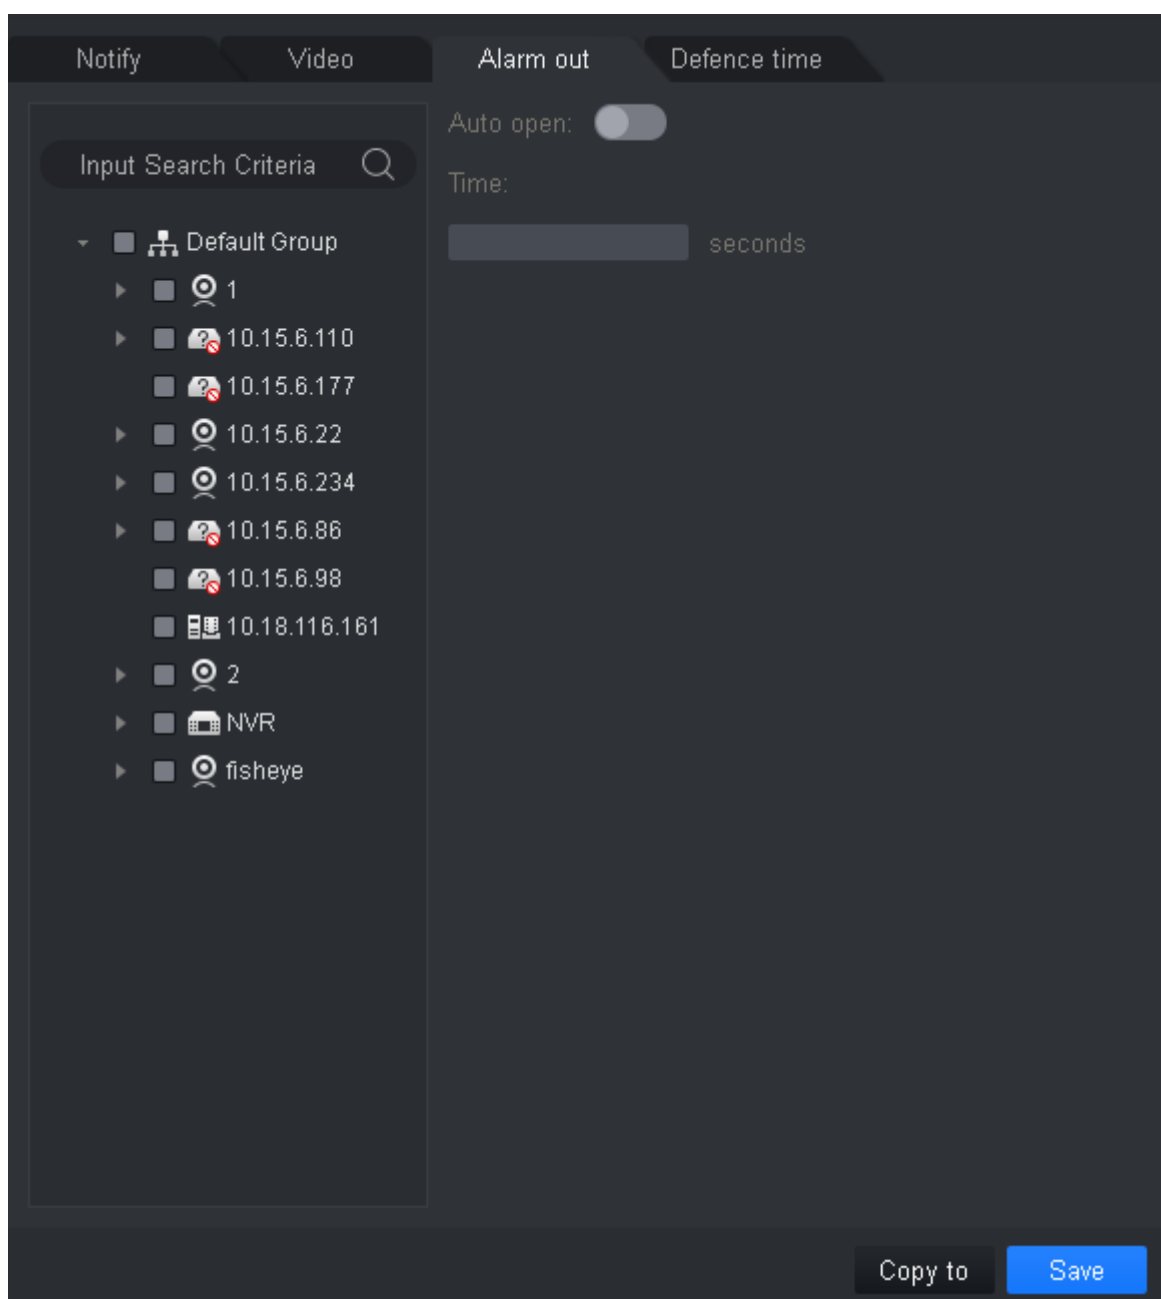 Notify Video Alarm out Defence time
Input Search Criteria
Default Group
1
10.15.6.110
10.15.6.177
10.15.6.22
10.15.6.234
10.15.6.86
10.15.6.98
10.18.116.161
2
NVR
fisheye
Auto open:
Time:
seconds
Copy to Save